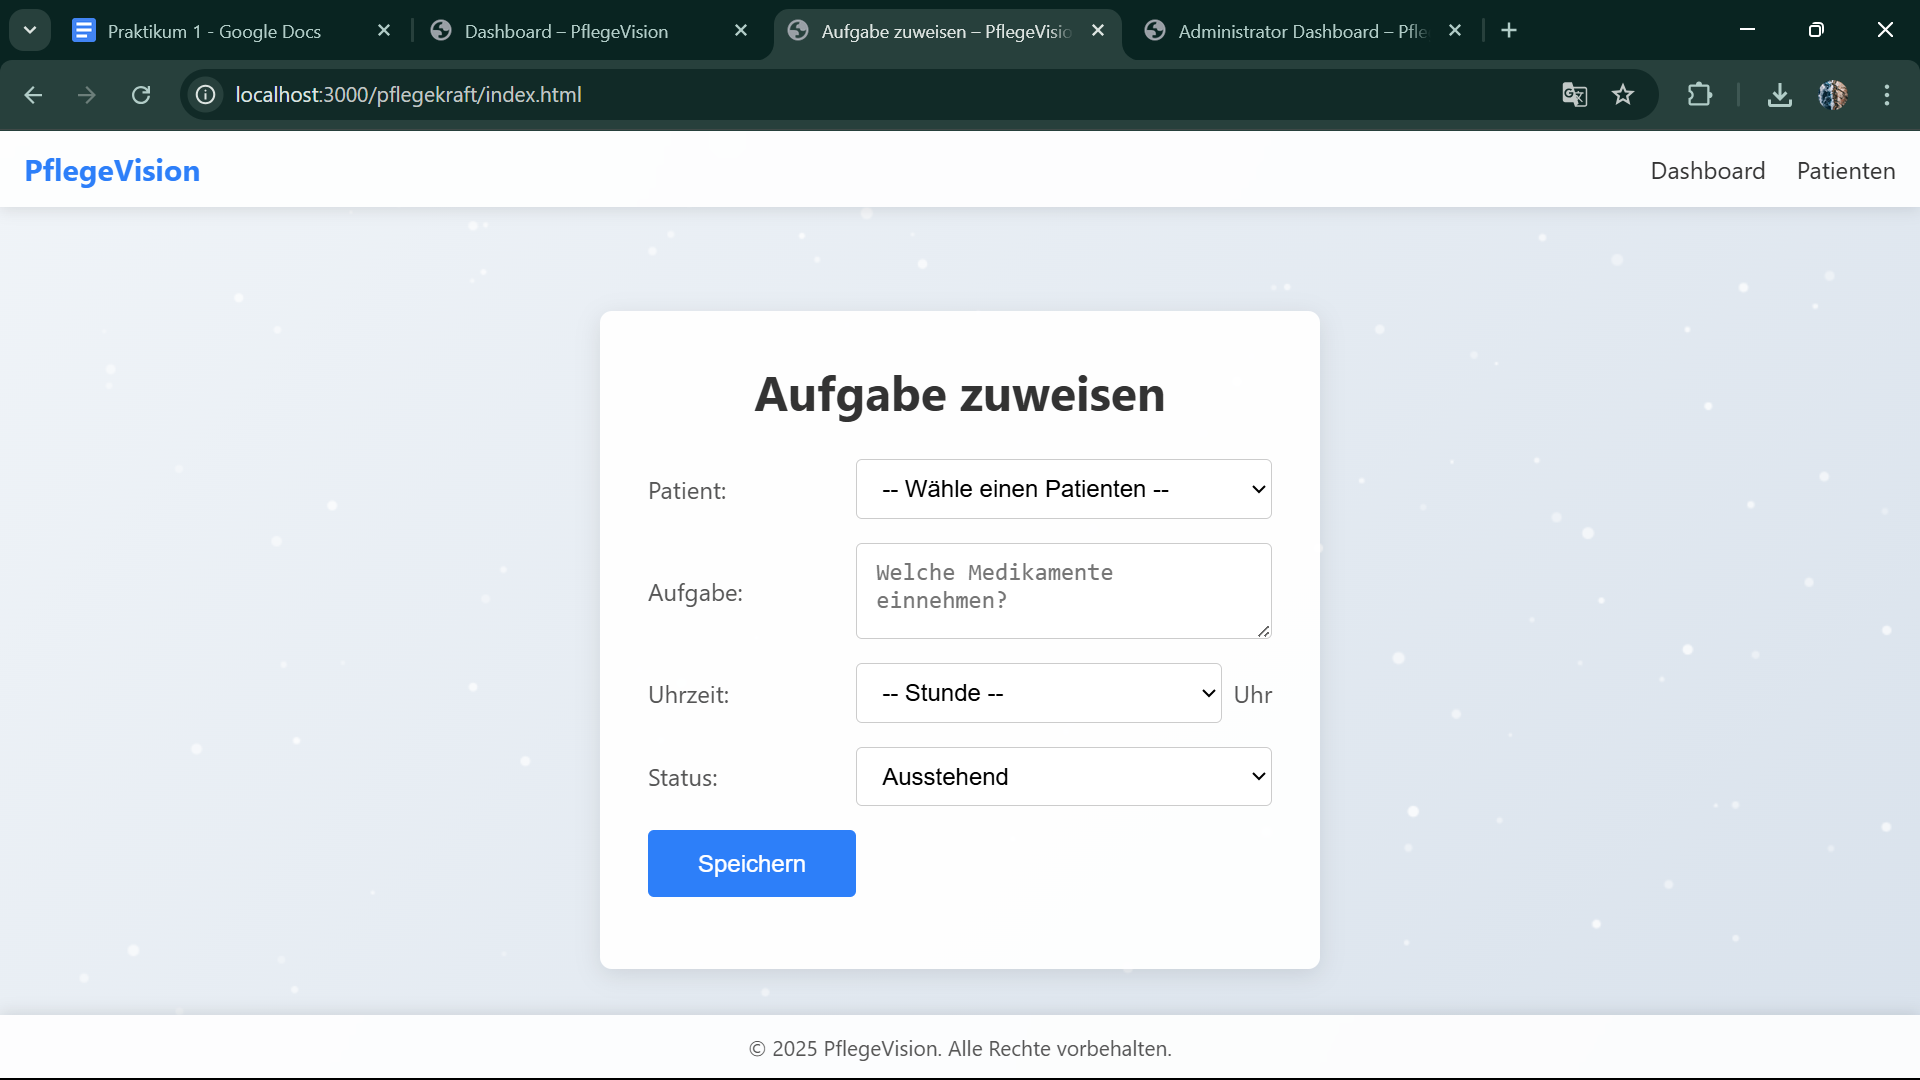 Praktikum 1 - Google Docs
Dashboard – PflegeVision
Aufgabe zuweisen – PflegeVisio
Administrator Dashboard – Pfle
localhost:3000/pflegekraft/index.html
PflegeVision
Dashboard
Patienten
Aufgabe zuweisen
Patient:
-- Wähle einen Patienten --
Aufgabe:
Welche Medikamente
einnehmen?
Uhrzeit:
-- Stunde --
Uhr
Status:
Ausstehend
Speichern
© 2025 PflegeVision. Alle Rechte vorbehalten.